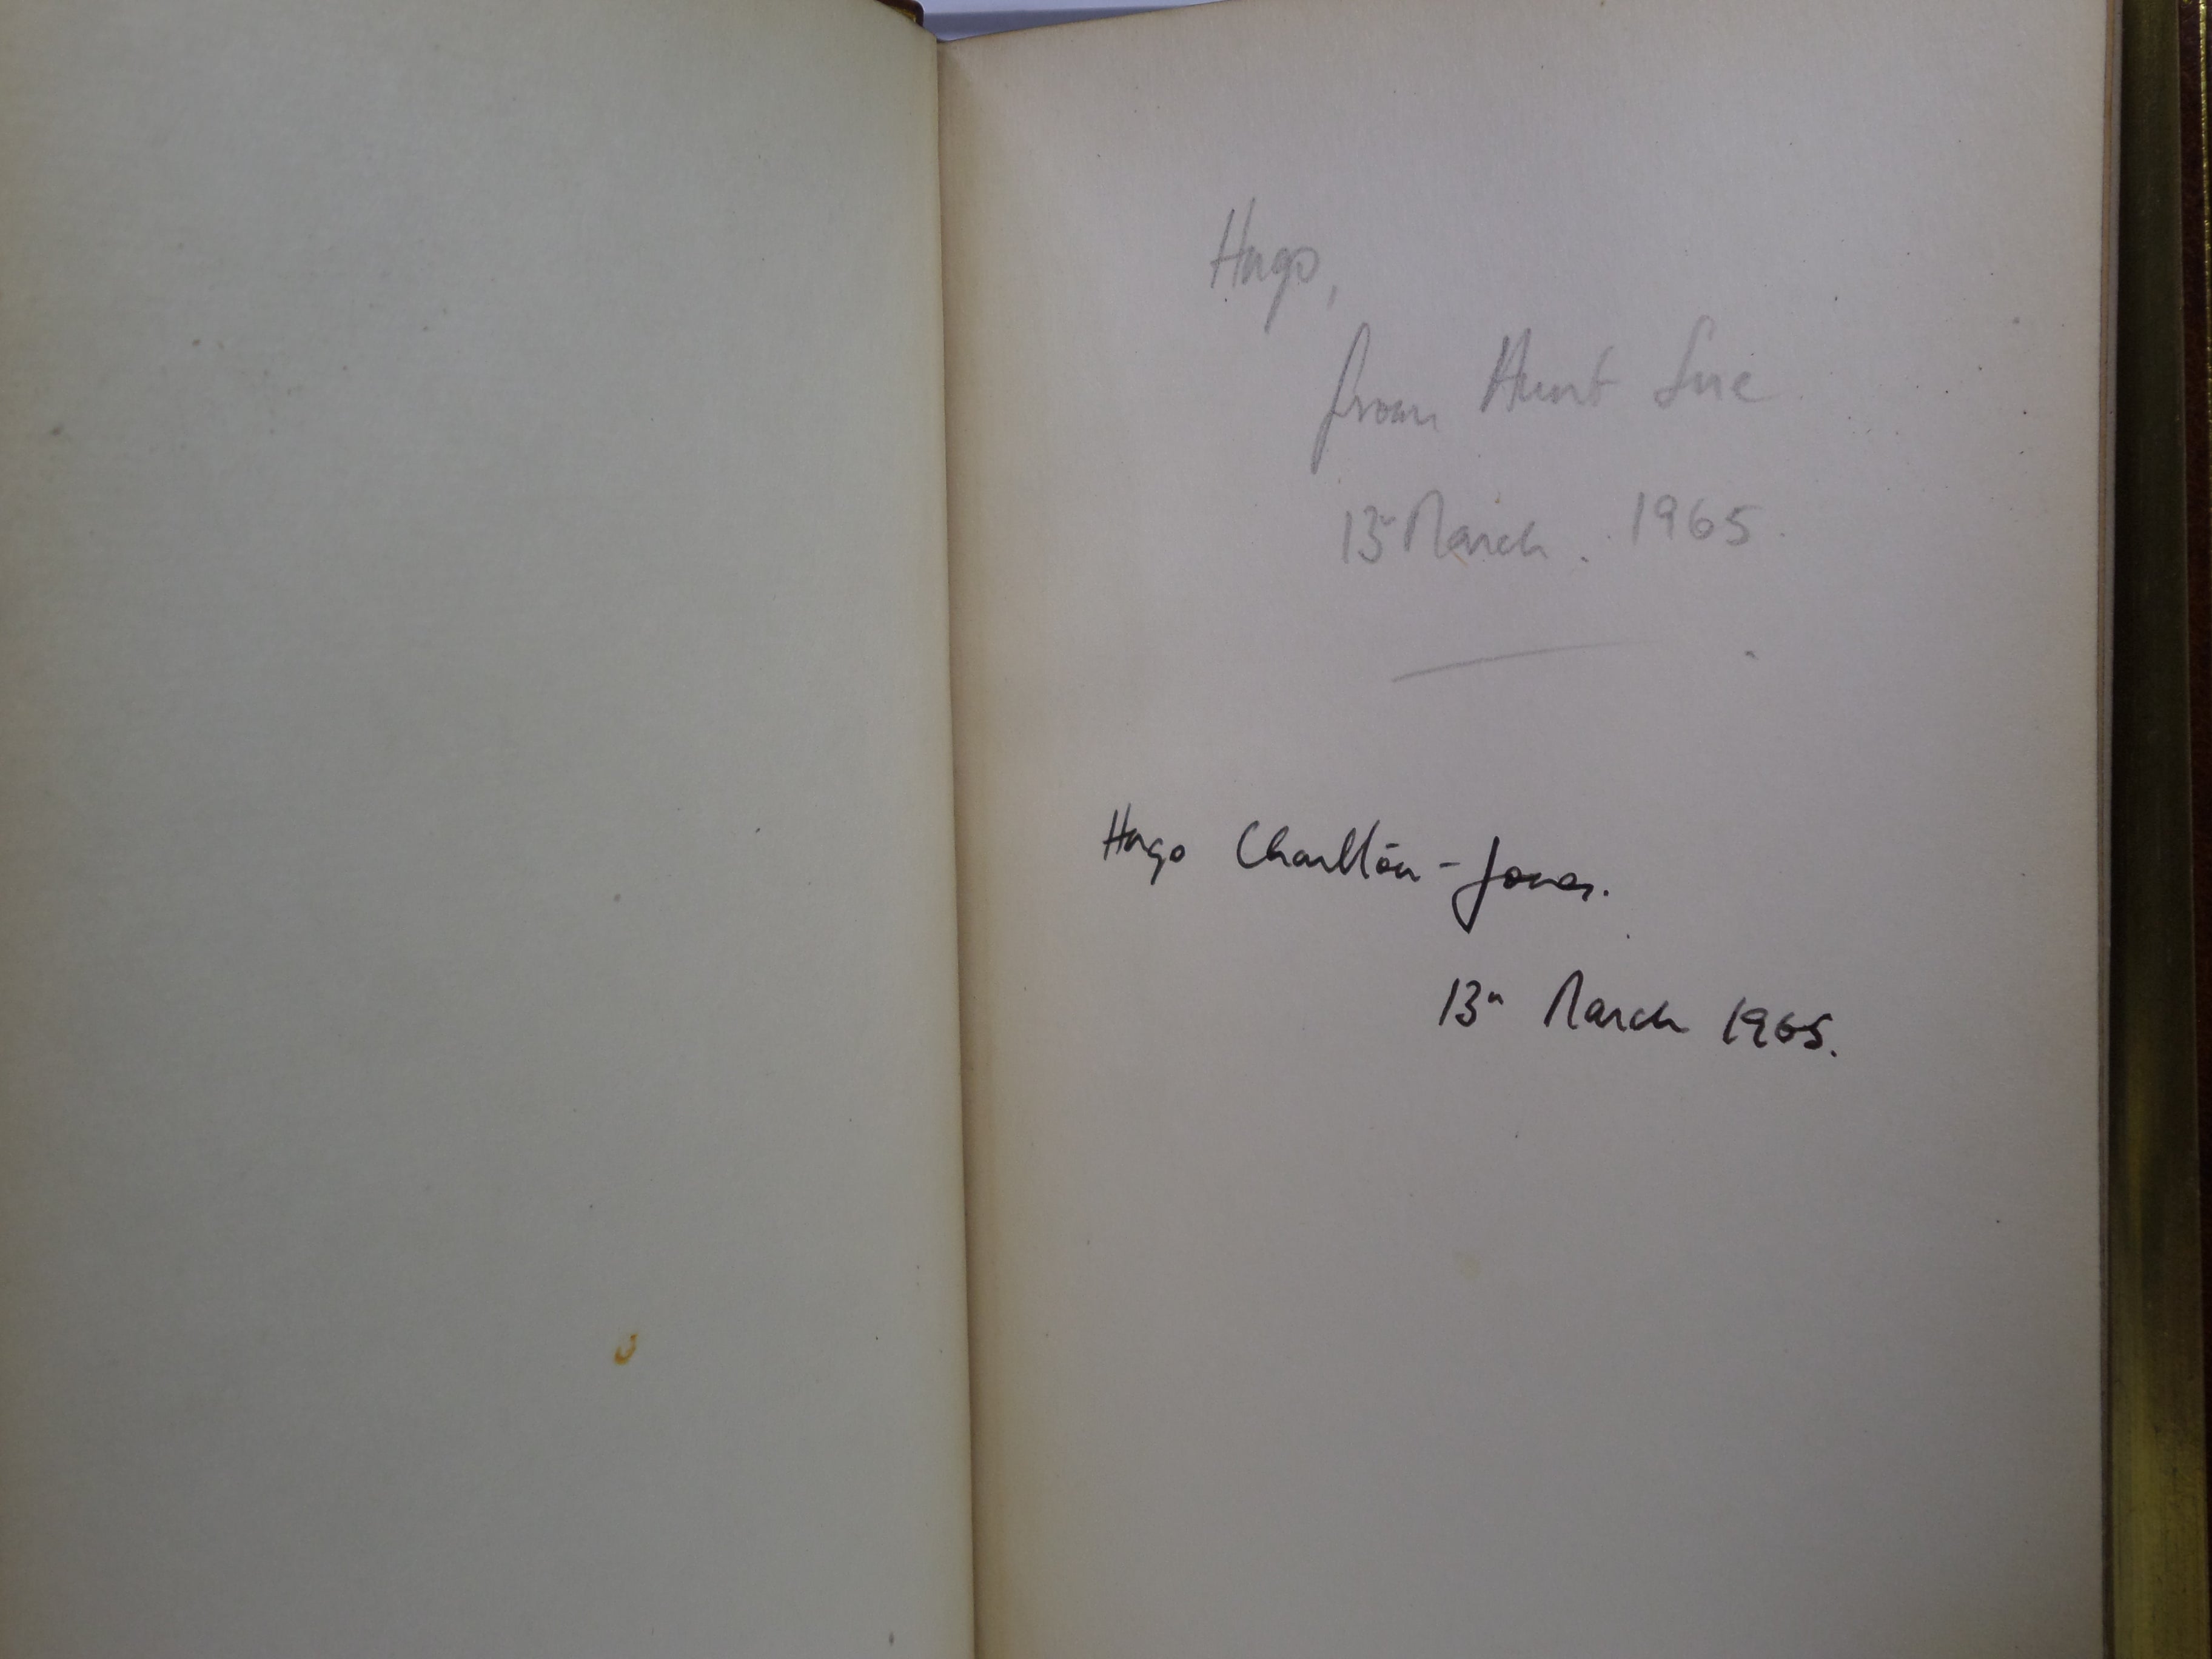 Hugo,
from Aunt Sue
13th March. 1965.
Hugo Charlton-Jones.
13th March 1965.